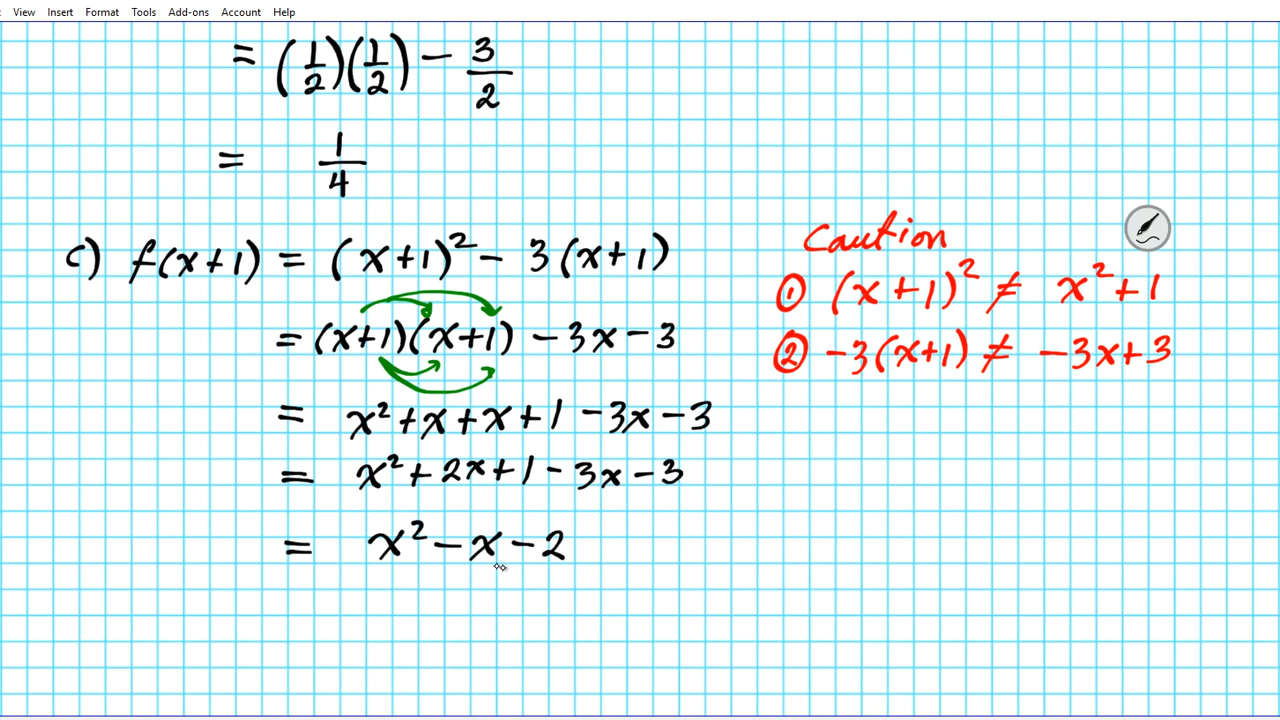 View Insert Format Tools Add-ons Account Help
= (1/2)(1/2) − 3/2
= 1/4
c) f(x+1) = (x+1)² − 3(x+1)
= (x+1)(x+1) − 3x − 3
= x² + x + x + 1 − 3x − 3
= x² + 2x + 1 − 3x − 3
= x² − x − 2
Caution
① (x+1)² ≠ x² + 1
② −3(x+1) ≠ −3x + 3